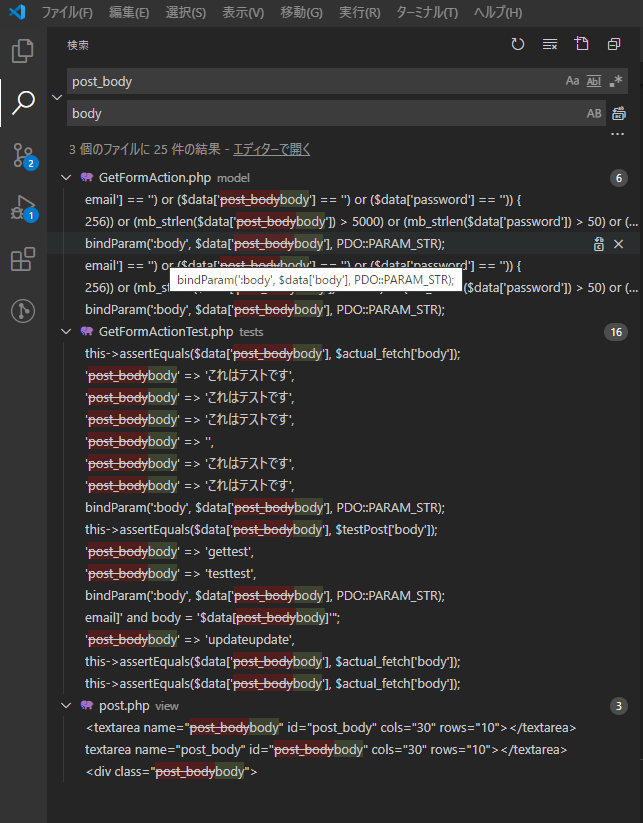 ファイル(F) 編集(E) 選択(S) 表示(V) 移動(G) 実行(R) ターミナル(T) ヘルプ(H)
検索
post_body Aa Abl .*
body AB
3 個のファイルに 25 件の結果 - エディターで開く
GetFormAction.php model 6
email'] == '') or ($data['post_bodybody'] == '') or ($data['password'] == '')) {
256)) or (mb_strlen($data['post_bodybody']) > 5000) or (mb_strlen($data['password']) > 50) or (...
bindParam(':body', $data['post_bodybody'], PDO::PARAM_STR);
email'] == '') or ($data['post_bodybody'] == '') or ($data['password'] == '')) {
bindParam(':body', $data['body'], PDO::PARAM_STR);
256)) or (mb_st
$data['password']) > 50) or (...
bindParam(':body', $data['post_bodybody'], PDO::PARAM_STR);
GetFormActionTest.php tests 16
this->assertEquals($data['post_bodybody'], $actual_fetch['body']);
'post_bodybody' => 'これはテストです',
'post_bodybody' => 'これはテストです',
'post_bodybody' => 'これはテストです',
'post_bodybody' => '',
'post_bodybody' => 'これはテストです',
'post_bodybody' => 'これはテストです',
bindParam(':body', $data['post_bodybody'], PDO::PARAM_STR);
this->assertEquals($data['post_bodybody'], $testPost['body']);
'post_bodybody' => 'gettest',
'post_bodybody' => 'testtest',
bindParam(':body', $data['post_bodybody'], PDO::PARAM_STR);
email]' and body = '$data[post_bodybody]'";
'post_bodybody' => 'updateupdate',
this->assertEquals($data['post_bodybody'], $actual_fetch['body']);
this->assertEquals($data['post_bodybody'], $actual_fetch['body']);
post.php view 3
<textarea name="post_bodybody" id="post_body" cols="30" rows="10"></textarea>
textarea name="post_body" id="post_bodybody" cols="30" rows="10"></textarea>
<div class="post_bodybody">
2
1